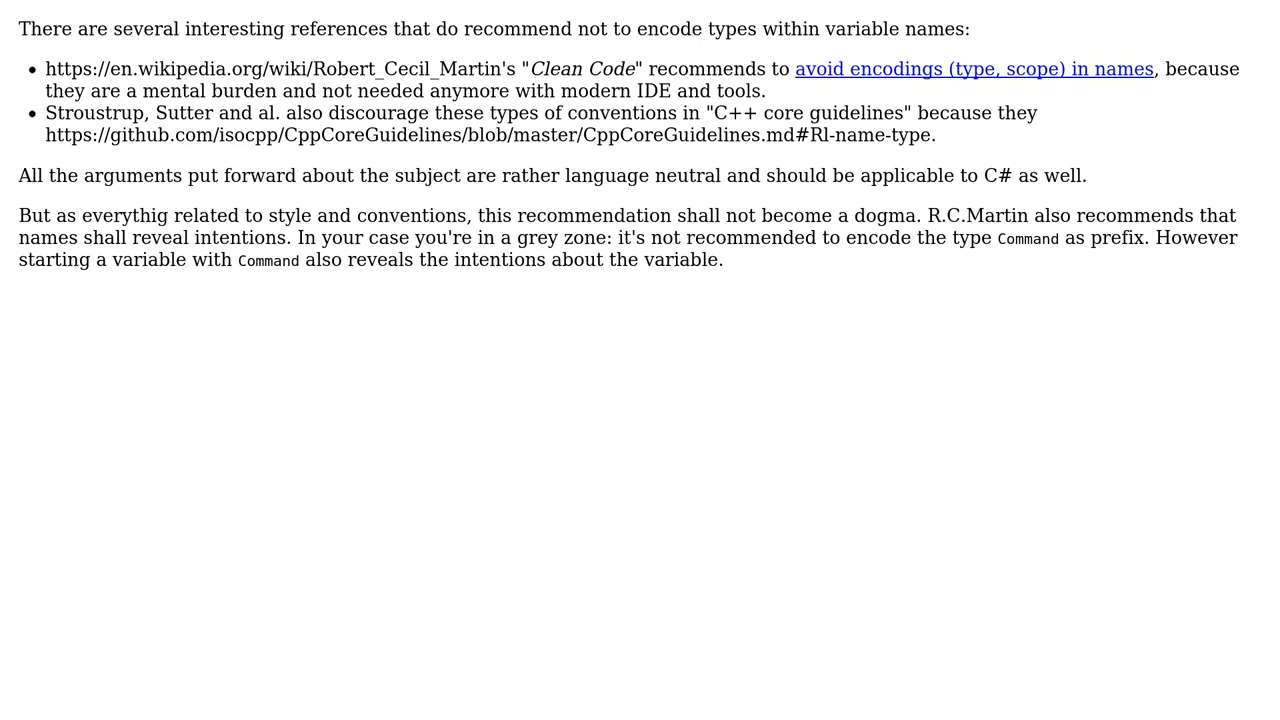 There are several interesting references that do recommend not to encode types within variable names:
• https://en.wikipedia.org/wiki/Robert_Cecil_Martin's "Clean Code" recommends to avoid encodings (type, scope) in names, because
they are a mental burden and not needed anymore with modern IDE and tools.
• Stroustrup, Sutter and al. also discourage these types of conventions in "C++ core guidelines" because they
https://github.com/isocpp/CppCoreGuidelines/blob/master/CppCoreGuidelines.md#Rl-name-type.
All the arguments put forward about the subject are rather language neutral and should be applicable to C# as well.
But as everythig related to style and conventions, this recommendation shall not become a dogma. R.C.Martin also recommends that
names shall reveal intentions. In your case you're in a grey zone: it's not recommended to encode the type Command as prefix. However
starting a variable with Command also reveals the intentions about the variable.